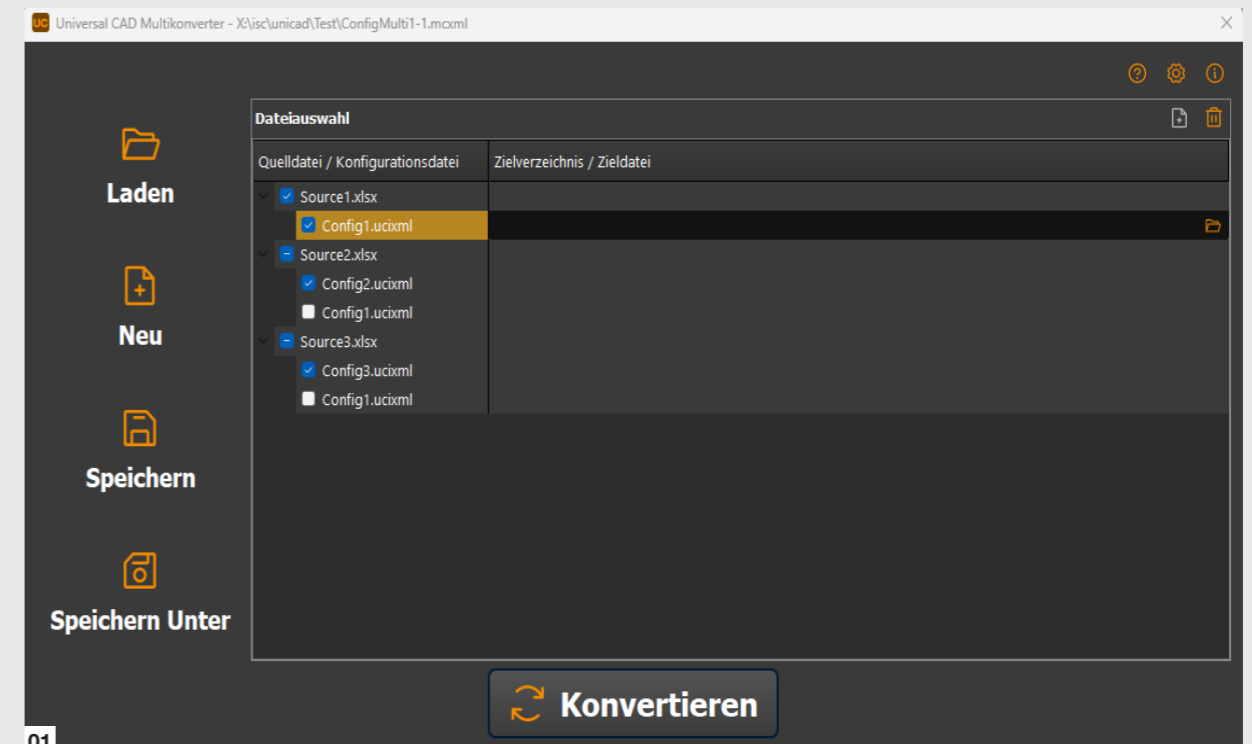 UC Universal CAD Multikonverter - X:\isc\unicad\Test\ConfigMulti1-1.mcxml
Dateiauswahl
Quelldatei / Konfigurationsdatei Zielverzeichnis / Zieldatei
Source1.xlsx
Config1.ucixml
Source2.xlsx
Config2.ucixml
Config1.ucixml
Source3.xlsx
Config3.ucixml
Config1.ucixml
Laden
Neu
Speichern
Speichern Unter
Konvertieren
01